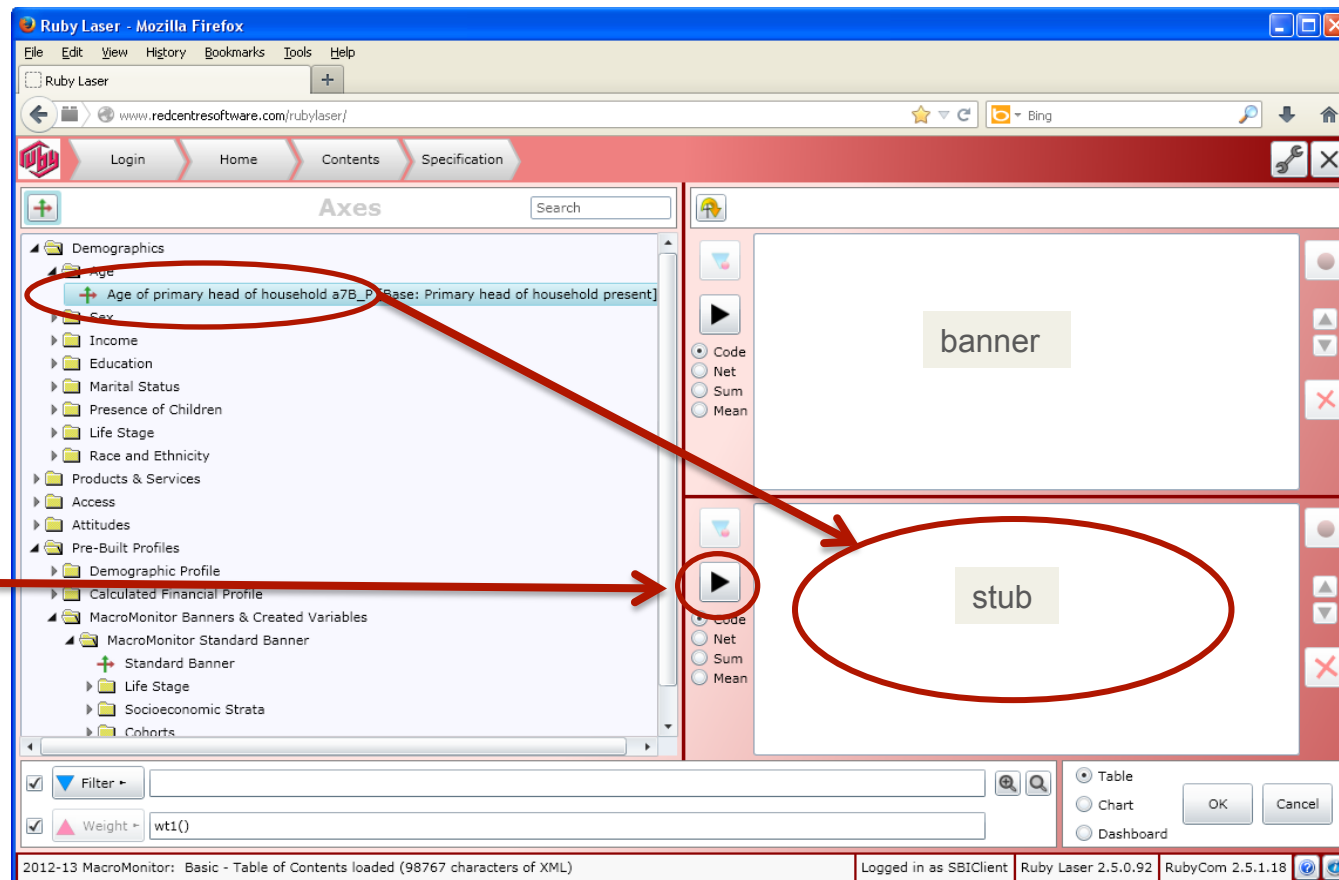 Ruby Laser - Mozilla Firefox
File Edit View History Bookmarks Tools Help
Ruby Laser
www.redcentresoftware.com/rubylaser/
Bing
ruby
Login Home Contents Specification
Axes
Search
Demographics
Age
Age of primary head of household a7B_P [Base: Primary head of household present]
Sex
Income
Education
Marital Status
Presence of Children
Life Stage
Race and Ethnicity
Products & Services
Access
Attitudes
Pre-Built Profiles
Demographic Profile
Calculated Financial Profile
MacroMonitor Banners & Created Variables
MacroMonitor Standard Banner
Standard Banner
Life Stage
Socioeconomic Strata
Cohorts
Code
Net
Sum
Mean
banner
Code
Net
Sum
Mean
stub
Filter
Weight wt1()
Table
Chart
Dashboard
OK Cancel
2012-13 MacroMonitor: Basic - Table of Contents loaded (98767 characters of XML) Logged in as SBIClient Ruby Laser 2.5.0.92 RubyCom 2.5.1.18